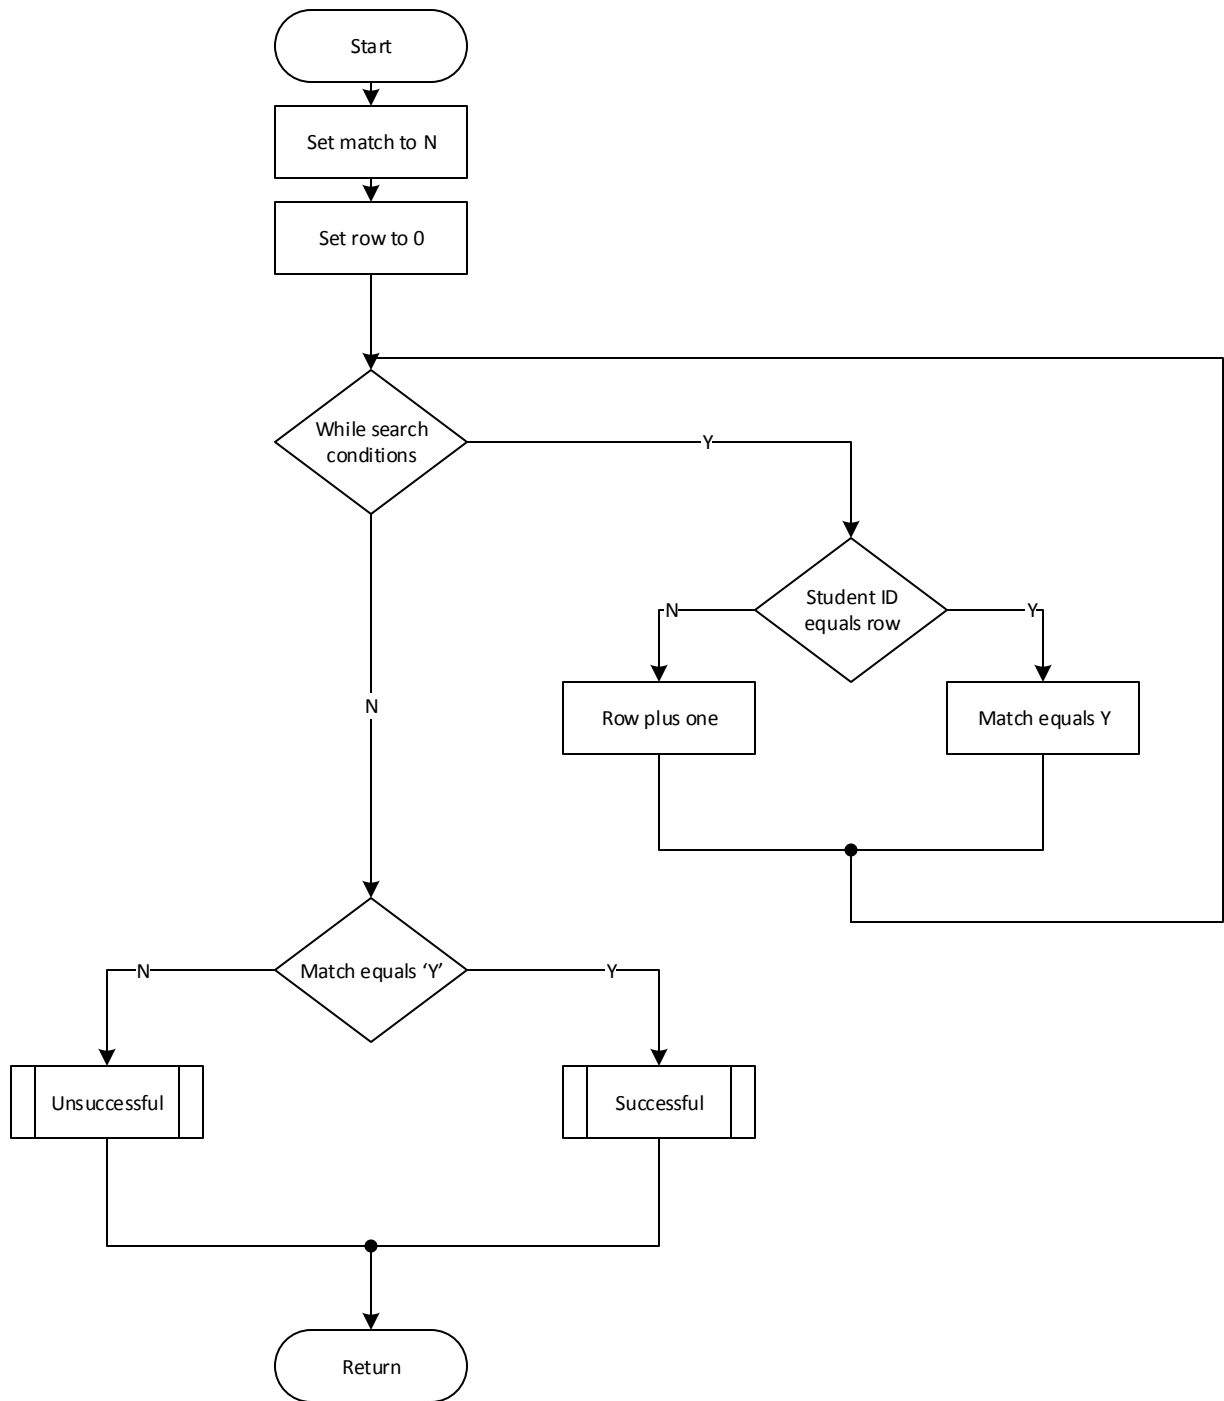 Start
Set match to N
Set row to 0
While search
conditions
Y
Student ID
equals row
N
Y
Row plus one
Match equals Y
N
Match equals ‘Y’
N
Y
Unsuccessful
Successful
Return